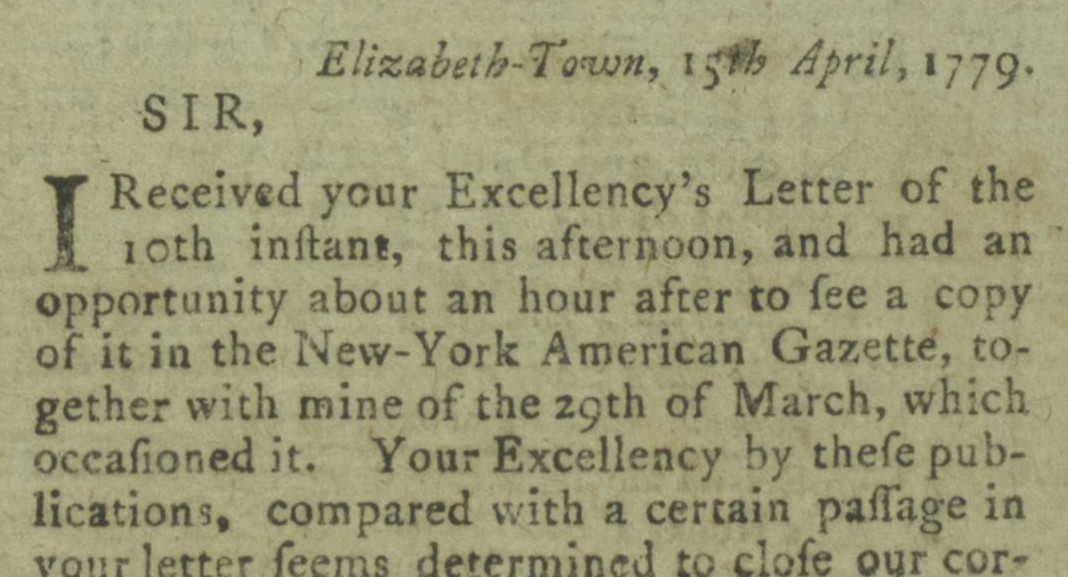 Elizabeth-Town, 15th April, 1779.
SIR,
I Received your Excellency's Letter of the
10th inſtant, this afternoon, and had an
opportunity about an hour after to ſee a copy
of it in the New-York American Gazette, to-
gether with mine of the 29th of March, which
occaſioned it. Your Excellency by theſe pub-
lications, compared with a certain paſſage in
your letter ſeems determined to cloſe our cor-